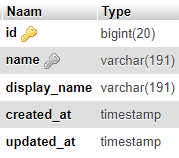 Naam Type
id bigint(20)
name varchar(191)
display_name varchar(191)
created_at timestamp
updated_at timestamp